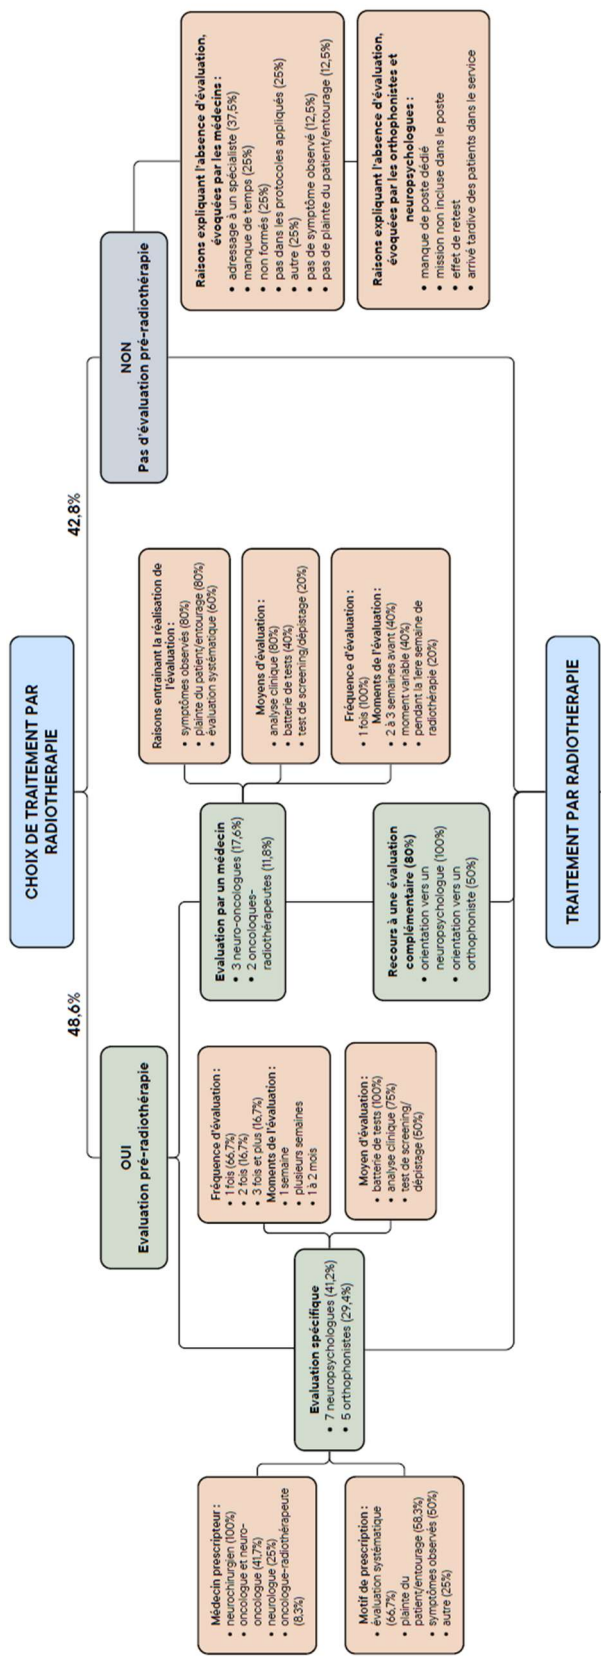 CHOIX DE TRAITEMENT PAR
RADIOTHERAPIE
48,6%
42,8%
OUI
Evaluation pré-radiothérapie
NON
Pas d'évaluation pré-radiothérapie
Médecin prescripteur :
• neurochirurgien (100%)
• oncologue et neuro-
oncologue (41,7%)
• neurologue (25%)
• oncologue-radiothérapeute
(8,3%)
Motif de prescription :
• évaluation systématique
(66,7%)
• plainte du
patient/entourage (58,3%)
• symptômes observés (50%)
• autre (25%)
Evaluation spécifique
• 7 neuropsychologues (41,2%)
• 5 orthophonistes (29,4%)
Fréquence d'évaluation :
• 1 fois (66,7%)
• 2 fois (16,7%)
• 3 fois et plus (16,7%)
Moments de l'évaluation :
• 1 semaine
• plusieurs semaines
• 1 à 2 mois
Moyen d'évaluation :
• batterie de tests (100%)
• analyse clinique (75%)
• test de screening/
dépistage (50%)
Evaluation par un médecin
• 3 neuro-oncologues (17,6%)
• 2 oncologues-
radiothérapeutes (11,8%)
Recours à une évaluation
complémentaire (80%)
• orientation vers un
neuropsychologue (100%)
• orientation vers un
orthophoniste (50%)
Raisons entrainant la réalisation de
l'évaluation :
• symptômes observés (80%)
• plainte du patient/entourage (80%)
• évaluation systématique (60%)
Moyens d'évaluation :
• analyse clinique (80%)
• batterie de tests (40%)
• test de screening/dépistage (20%)
Fréquence d'évaluation :
• 1 fois (100%)
Moments de l'évaluation :
• 2 à 3 semaines avant (40%)
• moment variable (40%)
• pendant la 1ere semaine de
radiothérapie (20%)
Raisons expliquant l'absence d'évaluation,
évoquées par les médecins :
• adressage à un spécialiste (37,5%)
• manque de temps (25%)
• non formés (25%)
• pas dans les protocoles appliqués (25%)
• autre (25%)
• pas de symptôme observé (12,5%)
• pas de plainte du patient/entourage (12,5%)
Raisons expliquant l'absence d'évaluation,
évoquées par les orthophonistes et
neuropsychologues :
• manque de poste dédié
• mission non incluse dans le poste
• effet de retest
• arrivé tardive des patients dans le service
TRAITEMENT PAR RADIOTHERAPIE